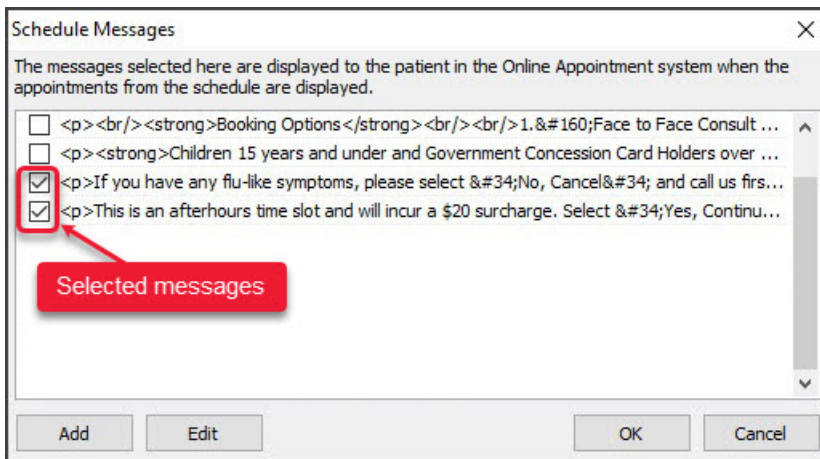 Schedule Messages
The messages selected here are displayed to the patient in the Online Appointment system when the
appointments from the schedule are displayed.
<p><br/><strong>Booking Options</strong><br/><br/>1.&#160;Face to Face Consult ...
<p><strong>Children 15 years and under and Government Concession Card Holders over ...
<p>If you have any flu-like symptoms, please select &#34;No, Cancel&#34; and call us firs...
<p>This is an afterhours time slot and will incur a $20 surcharge. Select &#34;Yes, Continu...
Selected messages
Add Edit OK Cancel